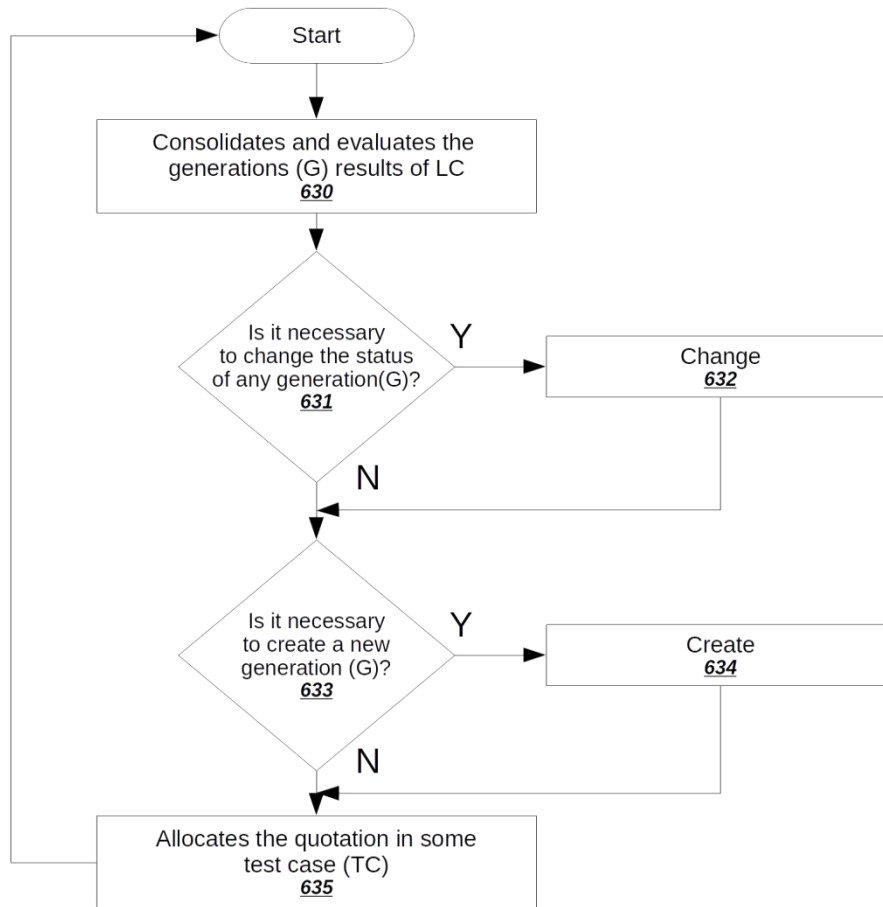 Start
Consolidates and evaluates the
generations (G) results of LC
630
Is it necessary
to change the status
of any generation(G)?
631
Y
Change
632
N
Is it necessary
to create a new
generation (G)?
633
Y
Create
634
N
Allocates the quotation in some
test case (TC)
635